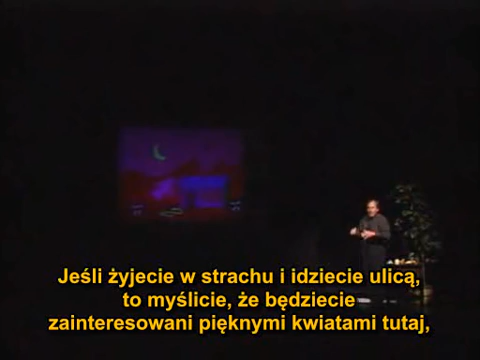 Jeśli żyjecie w strachu i idziecie ulicą,
to myślicie, że będziecie
zainteresowani pięknymi kwiatami tutaj,